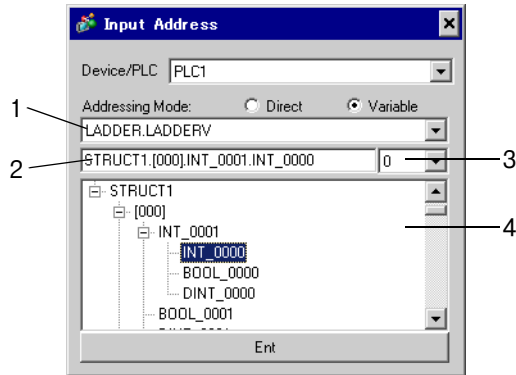 Input Address
Device/PLC PLC1
Addressing Mode: Direct Variable
1
LADDER.LADDERV
2 STRUCT1.[000].INT_0001.INT_0000 0 3
STRUCT1
[000]
4
INT_0001
INT_0000
BOOL_0000
DINT_0000
BOOL_0001
Ent